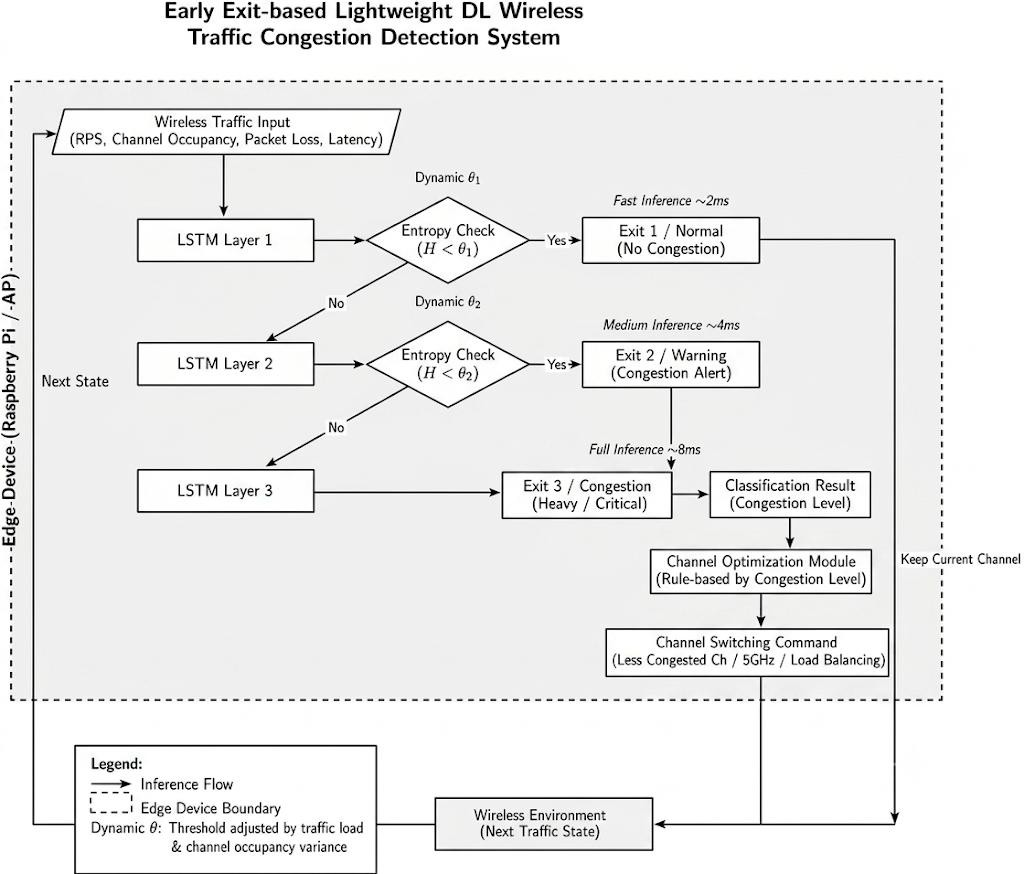 Early Exit-based Lightweight DL Wireless
Traffic Congestion Detection System
Wireless Traffic Input
(RPS, Channel Occupancy, Packet Loss, Latency)
Dynamic θ₁
Fast Inference ~2ms
LSTM Layer 1
Entropy Check
(H < θ₁)
Yes
Exit 1 / Normal
(No Congestion)
No
Dynamic θ₂
Medium Inference ~4ms
LSTM Layer 2
Entropy Check
(H < θ₂)
Yes
Exit 2 / Warning
(Congestion Alert)
Next State
Edge-Device-(Raspberry Pi /-AP)
No
Full Inference ~8ms
LSTM Layer 3
Exit 3 / Congestion
(Heavy / Critical)
Classification Result
(Congestion Level)
Channel Optimization Module
(Rule-based by Congestion Level)
Keep Current Channel
Channel Switching Command
(Less Congested Ch / 5GHz / Load Balancing)
Legend:
Inference Flow
Edge Device Boundary
Dynamic θ: Threshold adjusted by traffic load
& channel occupancy variance
Wireless Environment
(Next Traffic State)